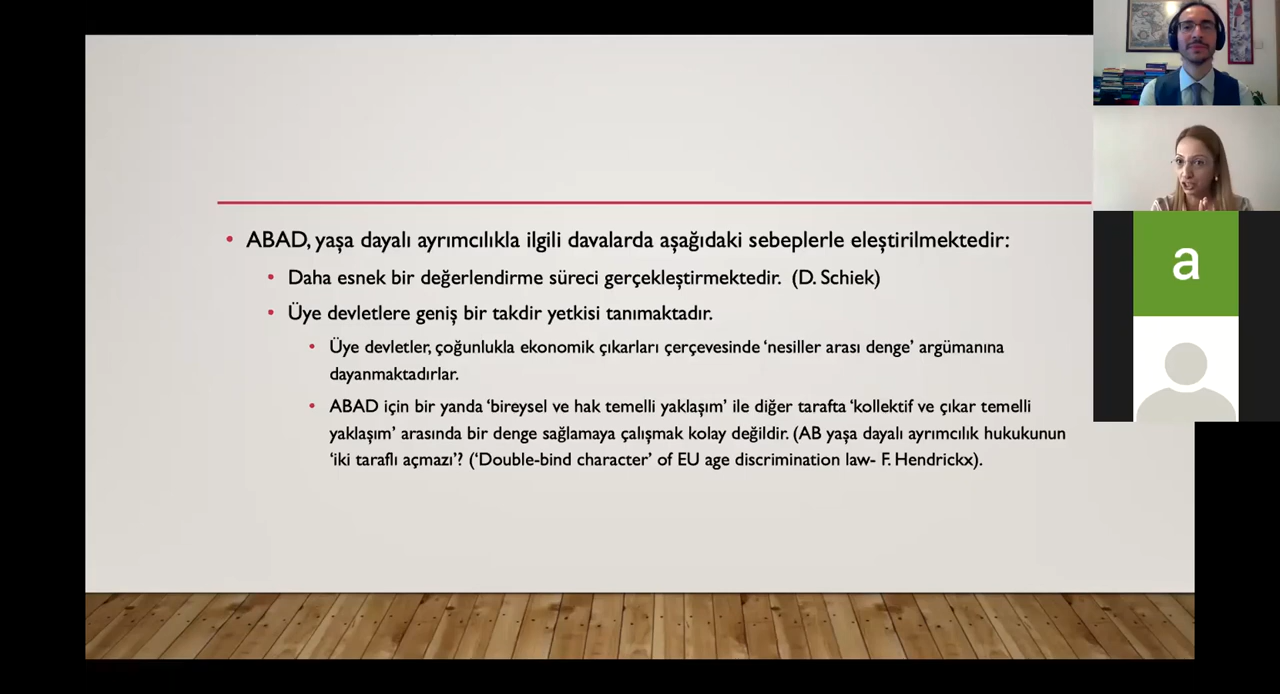 ABAD, yaşa dayalı ayrımcılıkla ilgili davalarda aşağıdaki sebeplerle eleştirilmektedir:
Daha esnek bir değerlendirme süreci gerçekleştirmektedir. (D. Schiek)
Üye devletlere geniş bir takdir yetkisi tanımaktadır.
Üye devletler, çoğunlukla ekonomik çıkarları çerçevesinde ‘nesiller arası denge’ argümanına
dayanmaktadırlar.
ABAD için bir yanda ‘bireysel ve hak temelli yaklaşım’ ile diğer tarafta ‘kollektif ve çıkar temelli
yaklaşım’ arasında bir denge sağlamaya çalışmak kolay değildir. (AB yaşa dayalı ayrımcılık hukukunun
‘iki taraflı açmazı’? (‘Double-bind character’ of EU age discrimination law- F. Hendrickx).
a